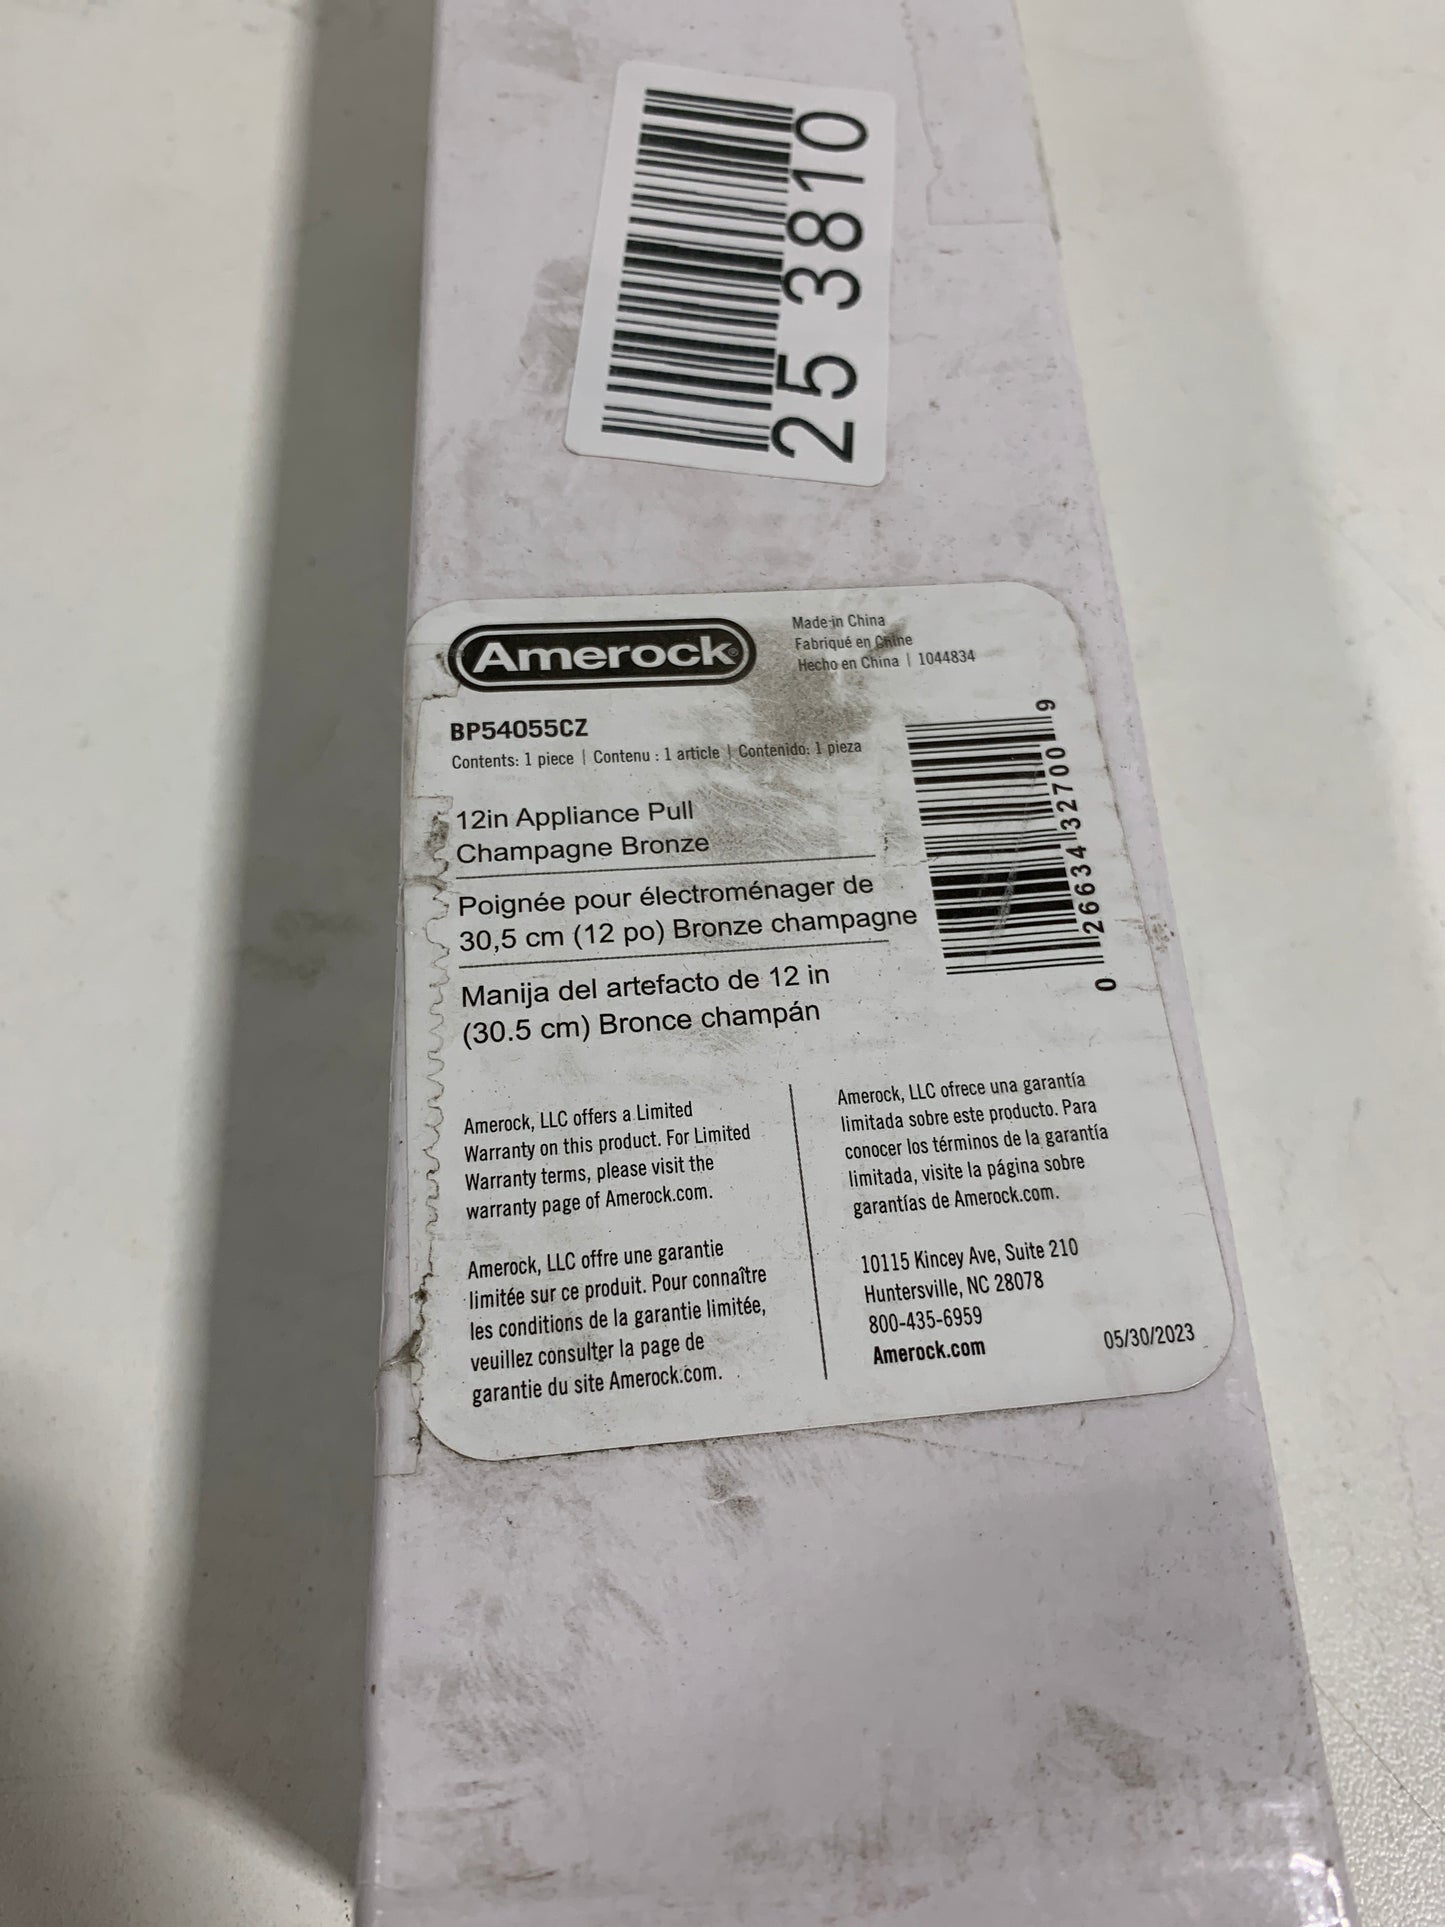 25 3810
Amerock®
Made in China
Fabriqué en Chine
Hecho en China | 1044834
BP54055CZ
Contents: 1 piece | Contenu : 1 article | Contenido: 1 pieza
12in Appliance Pull
Champagne Bronze
Poignée pour électroménager de
30,5 cm (12 po) Bronze champagne
Manija del artefacto de 12 in
(30.5 cm) Bronce champán
0 26634 32700 9
Amerock, LLC offers a Limited
Warranty on this product. For Limited
Warranty terms, please visit the
warranty page of Amerock.com.
Amerock, LLC offre une garantie
limitée sur ce produit. Pour connaître
les conditions de la garantie limitée,
veuillez consulter la page de
garantie du site Amerock.com.
Amerock, LLC ofrece una garantía
limitada sobre este producto. Para
conocer los términos de la garantía
limitada, visite la página sobre
garantías de Amerock.com.
10115 Kincey Ave, Suite 210
Huntersville, NC 28078
800-435-6959
Amerock.com
05/30/2023